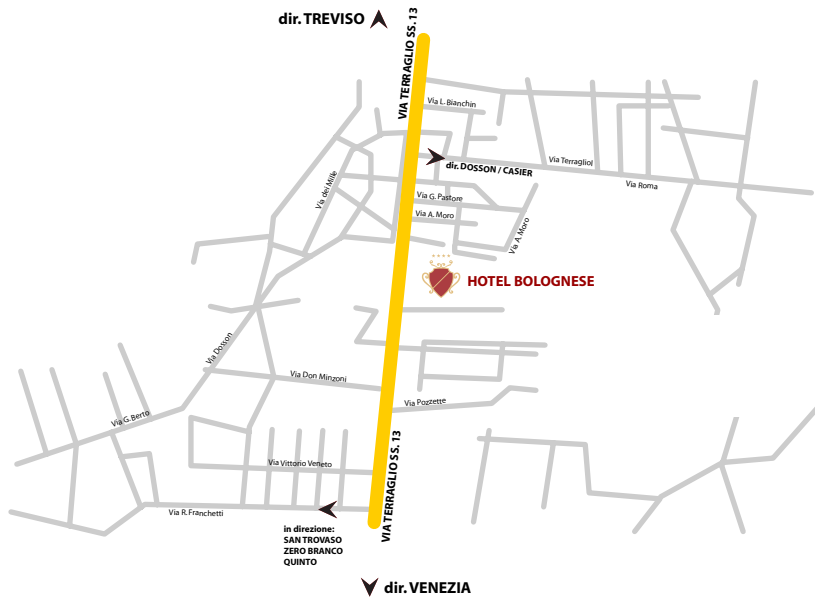 dir. TREVISO
VIA TERRAGLIO SS. 13
Via L. Bianchin
dir. DOSSON / CASIER
Via Terragliol
Via Roma
Via dei Mille
Via G. Pastore
Via A. Moro
Via A. Moro
HOTEL BOLOGNESE
Via Dosson
Via Don Minzoni
Via Pozzette
Via G. Berto
VIA TERRAGLIO SS. 13
Via Vittorio Veneto
Via R. Franchetti
in direzione:
SAN TROVASO
ZERO BRANCO
QUINTO
dir. VENEZIA